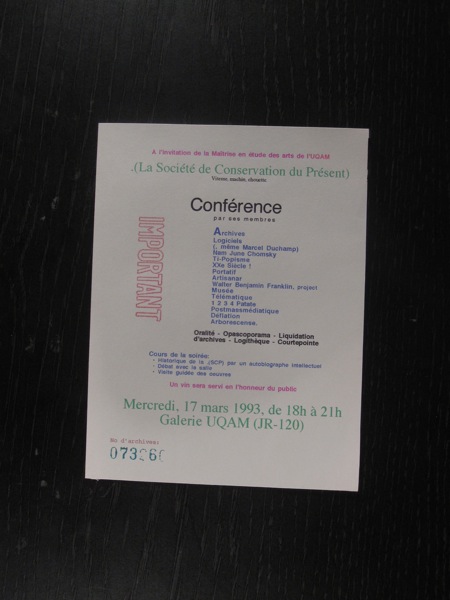 A l'invitation de la Maîtrise en étude des arts de l'UQAM
.(La Société de Conservation du Présent)
Vitesse, machin, chouette.
Conférence
par ses membres
IMPORTANT
Archives
Logiciels
(, même Marcel Duchamp)
Nam June Chomsky
Ti-Popisme
XXe Siècle !
Portatif
Artisanar
Walter Benjamin Franklin, project
Musée
Télématique
1 2 3 4 Patate
Postmassmédiatique
Déflation
Arborescense.
Oralité - Opascoporama - Liquidation
d'archives - Logithèque - Courtepointe
Cours de la soirée:
- Historique de la .(SCP) par un autobiographe intellectuel
- Débat avec la salle
- Visite guidée des oeuvres
Un vin sera servi en l'honneur du public
Mercredi, 17 mars 1993, de 18h à 21h
Galerie UQAM (JR-120)
No d'archives: